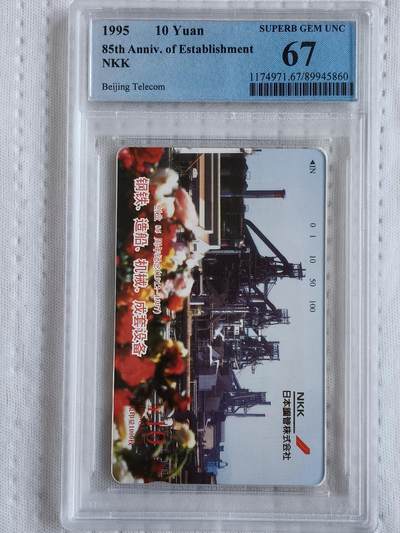 1995 10 Yuan
85th Anniv. of Establishment
NKK
Beijing Telecom
SUPERB GEM UNC
67
1174971.67/89945860
◀IN
0 1 10 50 100
钢铁·造船·机械·成套设备
NKK
日本鋼管株式会社